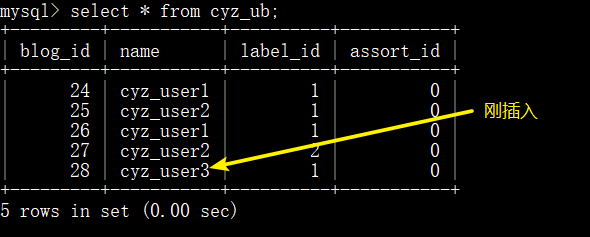 mysql> select * from cyz_ub;
+---------+-----------+----------+-----------+
| blog_id | name      | label_id | assort_id |
+---------+-----------+----------+-----------+
|      24 | cyz_user1 |        1 |         0 |
|      25 | cyz_user2 |        1 |         0 |
|      26 | cyz_user1 |        1 |         0 |
|      27 | cyz_user2 |        2 |         0 |
|      28 | cyz_user3 |        1 |         0 |
+---------+-----------+----------+-----------+
5 rows in set (0.00 sec)
刚插入